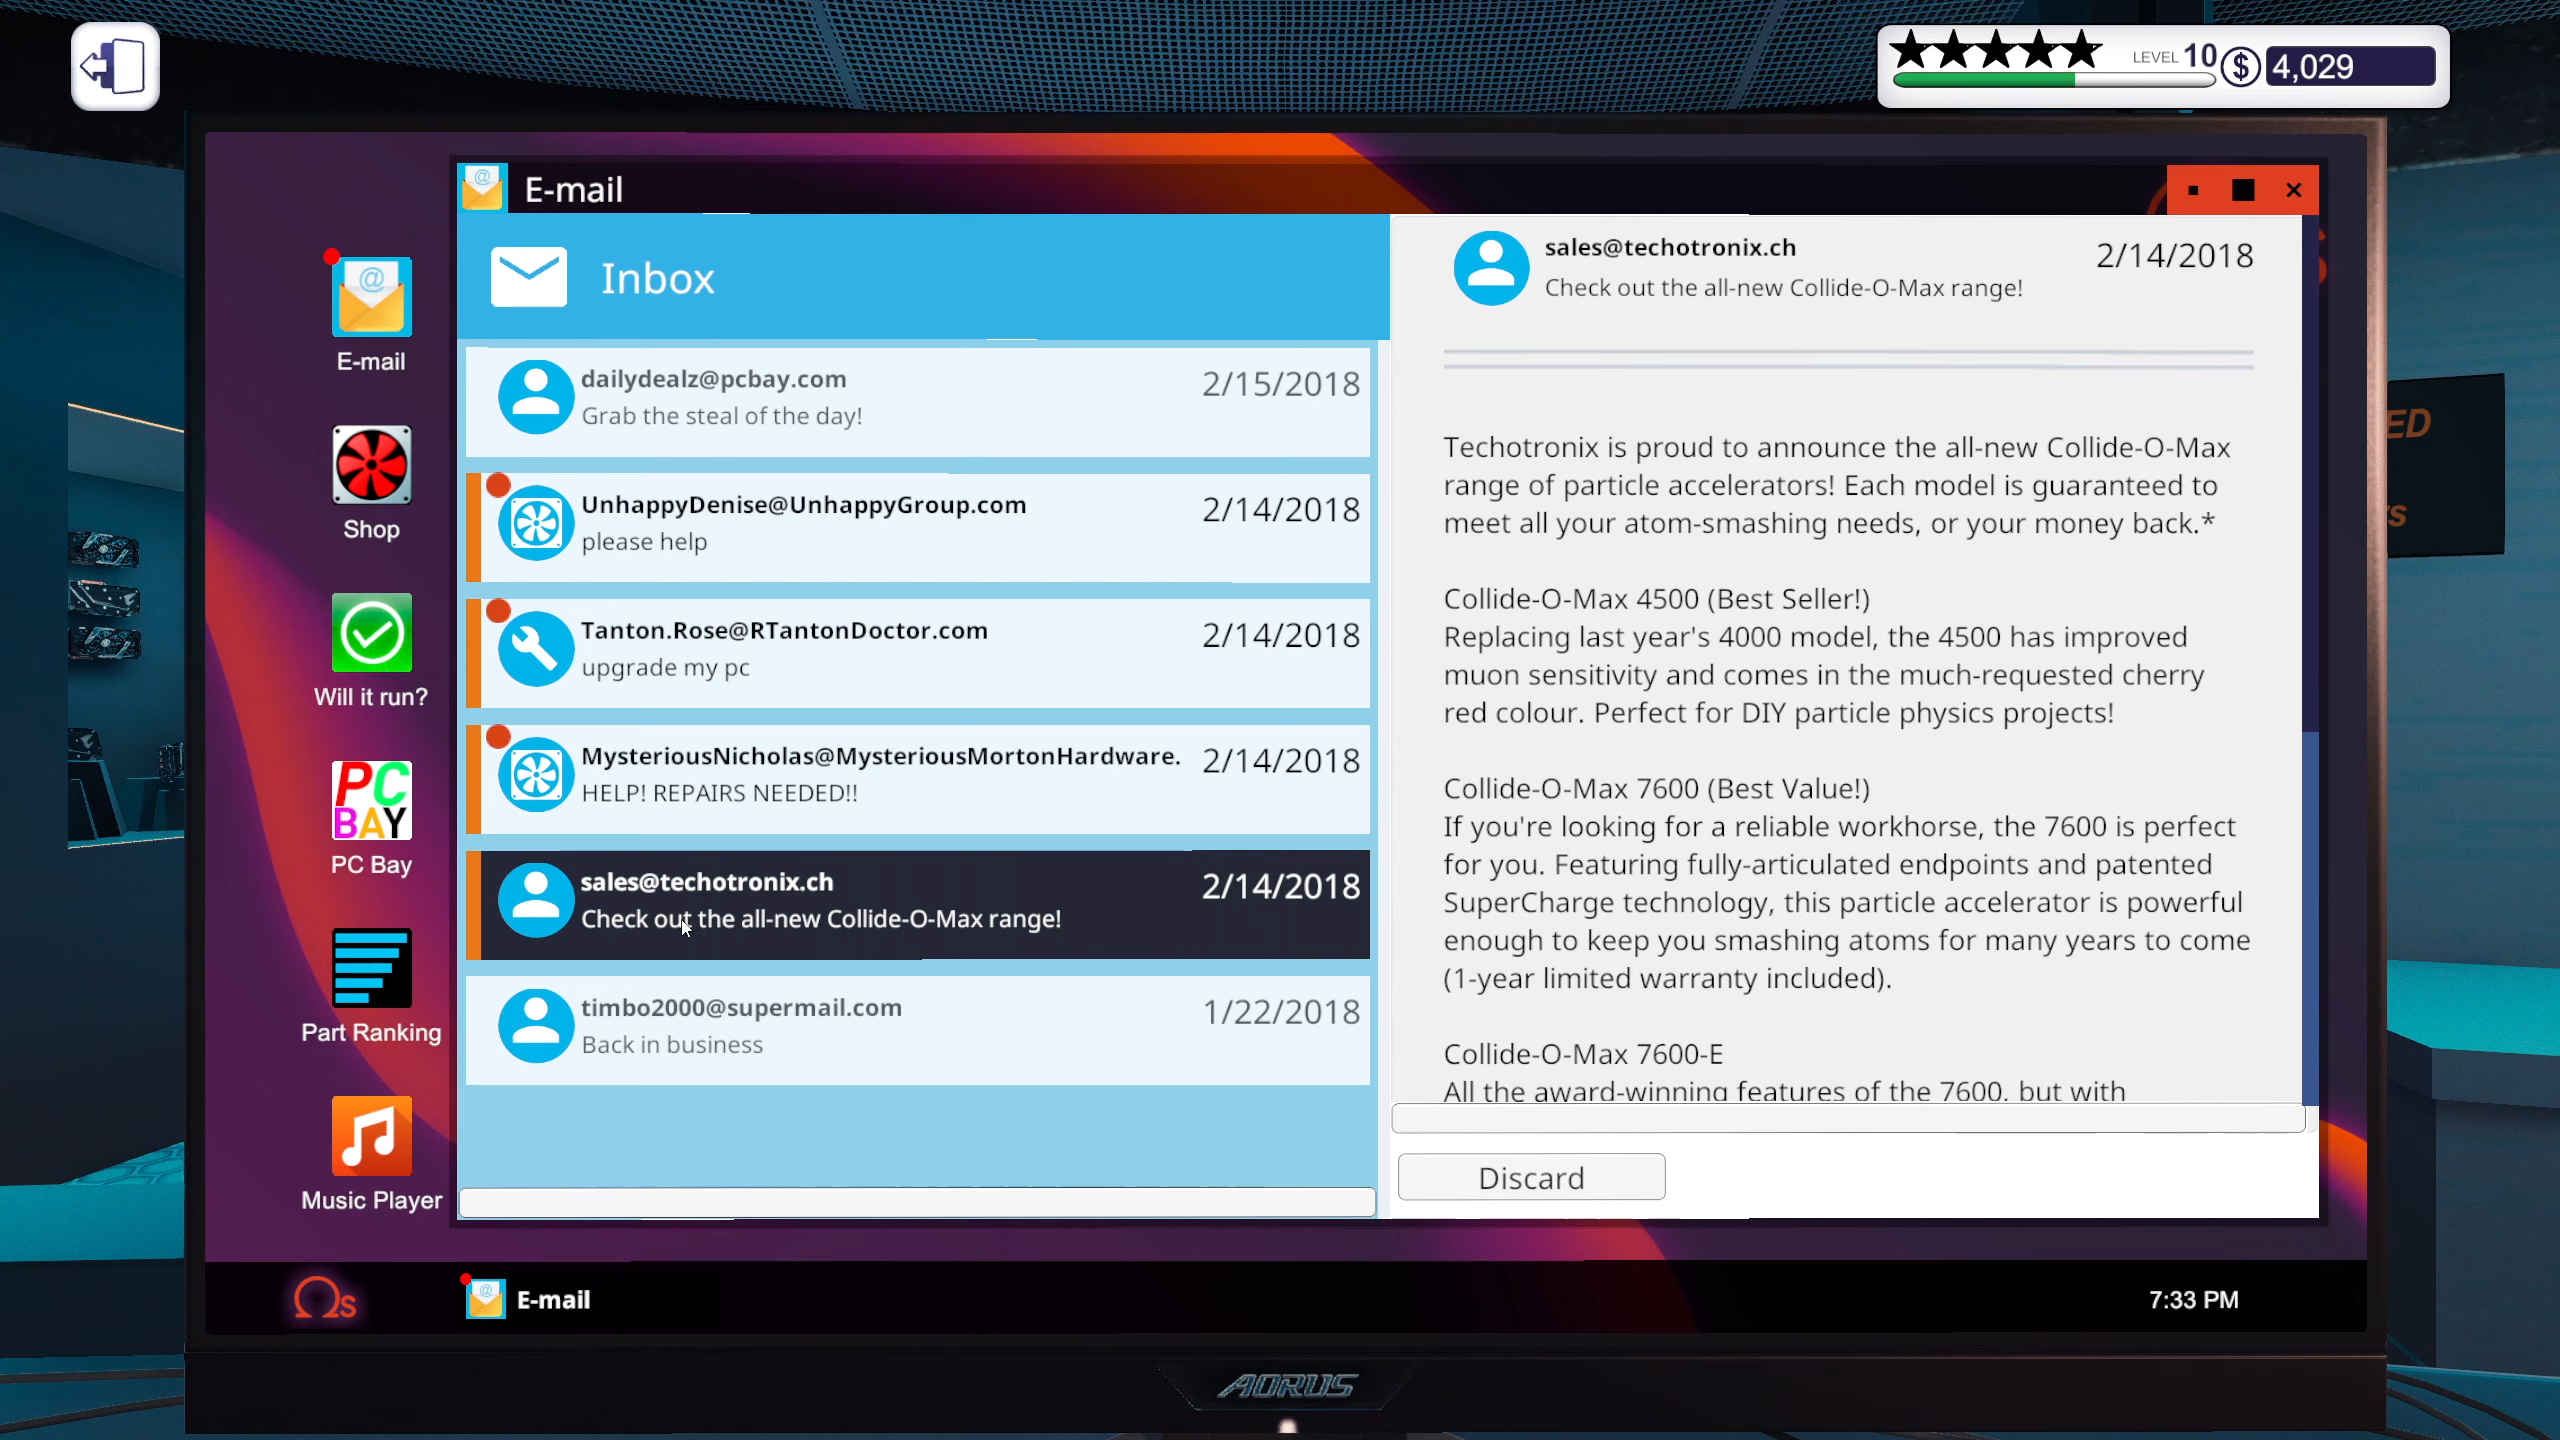 LEVEL 10
$ 4,029
E-mail
Inbox
dailydealz@pcbay.com
2/15/2018
Grab the steal of the day!
UnhappyDenise@UnhappyGroup.com
2/14/2018
please help
Tanton.Rose@RTantonDoctor.com
2/14/2018
upgrade my pc
MysteriousNicholas@MysteriousMortonHardware.
2/14/2018
HELP! REPAIRS NEEDED!!
sales@techotronix.ch
2/14/2018
Check out the all-new Collide-O-Max range!
timbo2000@supermail.com
1/22/2018
Back in business
sales@techotronix.ch
2/14/2018
Check out the all-new Collide-O-Max range!
Techotronix is proud to announce the all-new Collide-O-Max
range of particle accelerators! Each model is guaranteed to
meet all your atom-smashing needs, or your money back.*
Collide-O-Max 4500 (Best Seller!)
Replacing last year's 4000 model, the 4500 has improved
muon sensitivity and comes in the much-requested cherry
red colour. Perfect for DIY particle physics projects!
Collide-O-Max 7600 (Best Value!)
If you're looking for a reliable workhorse, the 7600 is perfect
for you. Featuring fully-articulated endpoints and patented
SuperCharge technology, this particle accelerator is powerful
enough to keep you smashing atoms for many years to come
(1-year limited warranty included).
Collide-O-Max 7600-E
All the award-winning features of the 7600, but with
Discard
E-mail
Shop
Will it run?
PC
BAY
PC Bay
Part Ranking
Music Player
Ωs
E-mail
7:33 PM
AORUS